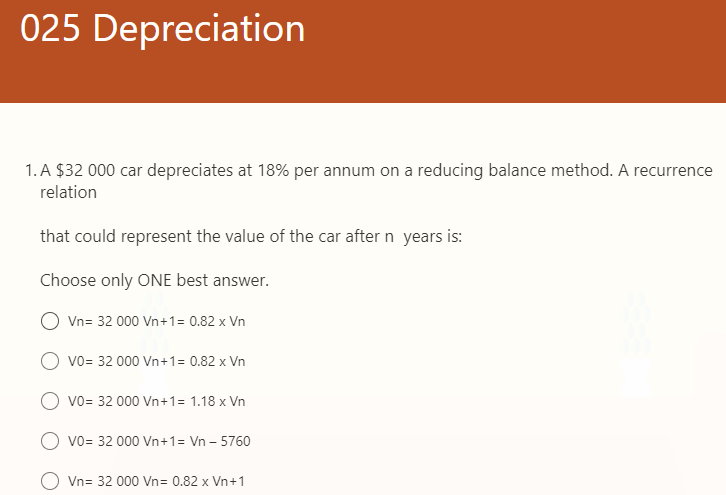 025 Depreciation
1. A $32 000 car depreciates at 18% per annum on a reducing balance method. A recurrence
relation
that could represent the value of the car after n years is:
Choose only ONE best answer.
Vn= 32 000 Vn+1= 0.82 x Vn
V0= 32 000 Vn+1= 0.82 x Vn
V0= 32 000 Vn+1= 1.18 x Vn
V0= 32 000 Vn+1= Vn – 5760
Vn= 32 000 Vn= 0.82 x Vn+1